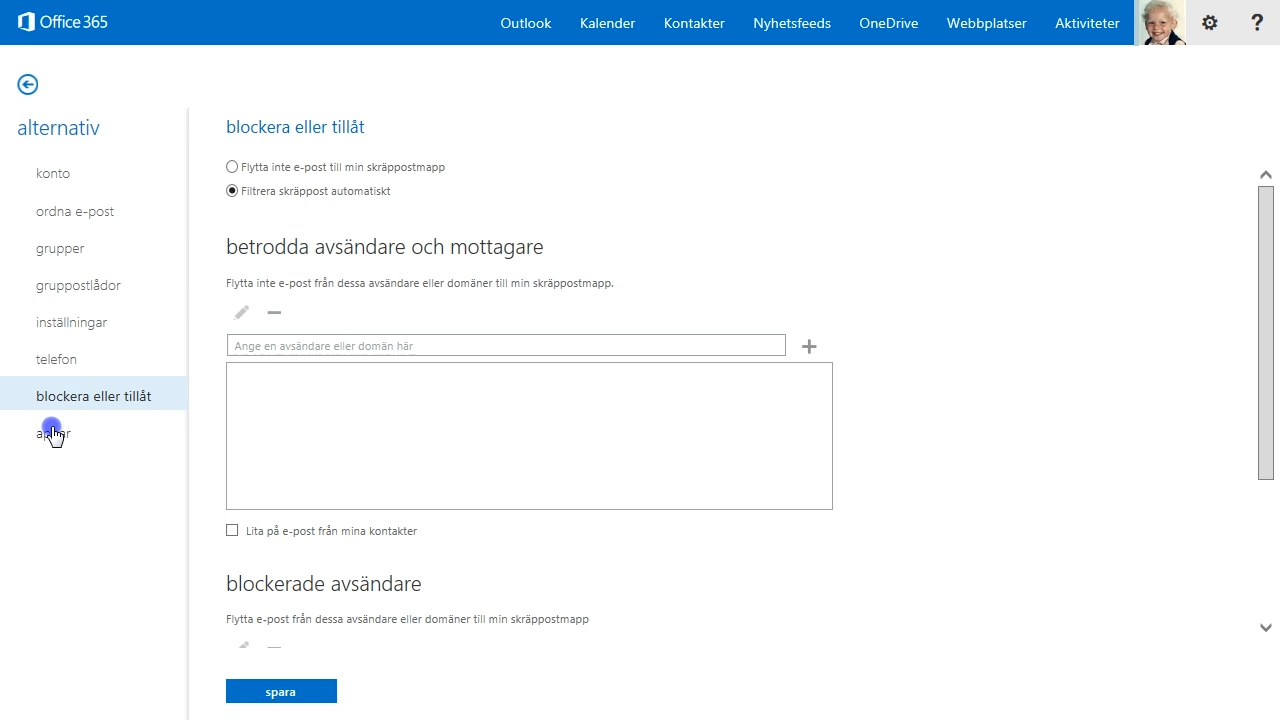 Office 365
Outlook Kalender Kontakter Nyhetsfeeds OneDrive Webbplatser Aktiviteter ?
alternativ
konto
ordna e-post
grupper
gruppostlådor
inställningar
telefon
blockera eller tillåt
blockera eller tillåt
Flytta inte e-post till min skräppostmapp
Filtrera skräppost automatiskt
betrodda avsändare och mottagare
Flytta inte e-post från dessa avsändare eller domäner till min skräppostmapp.
Ange en avsändare eller domän här
Lita på e-post från mina kontakter
blockerade avsändare
Flytta e-post från dessa avsändare eller domäner till min skräppostmapp
spara